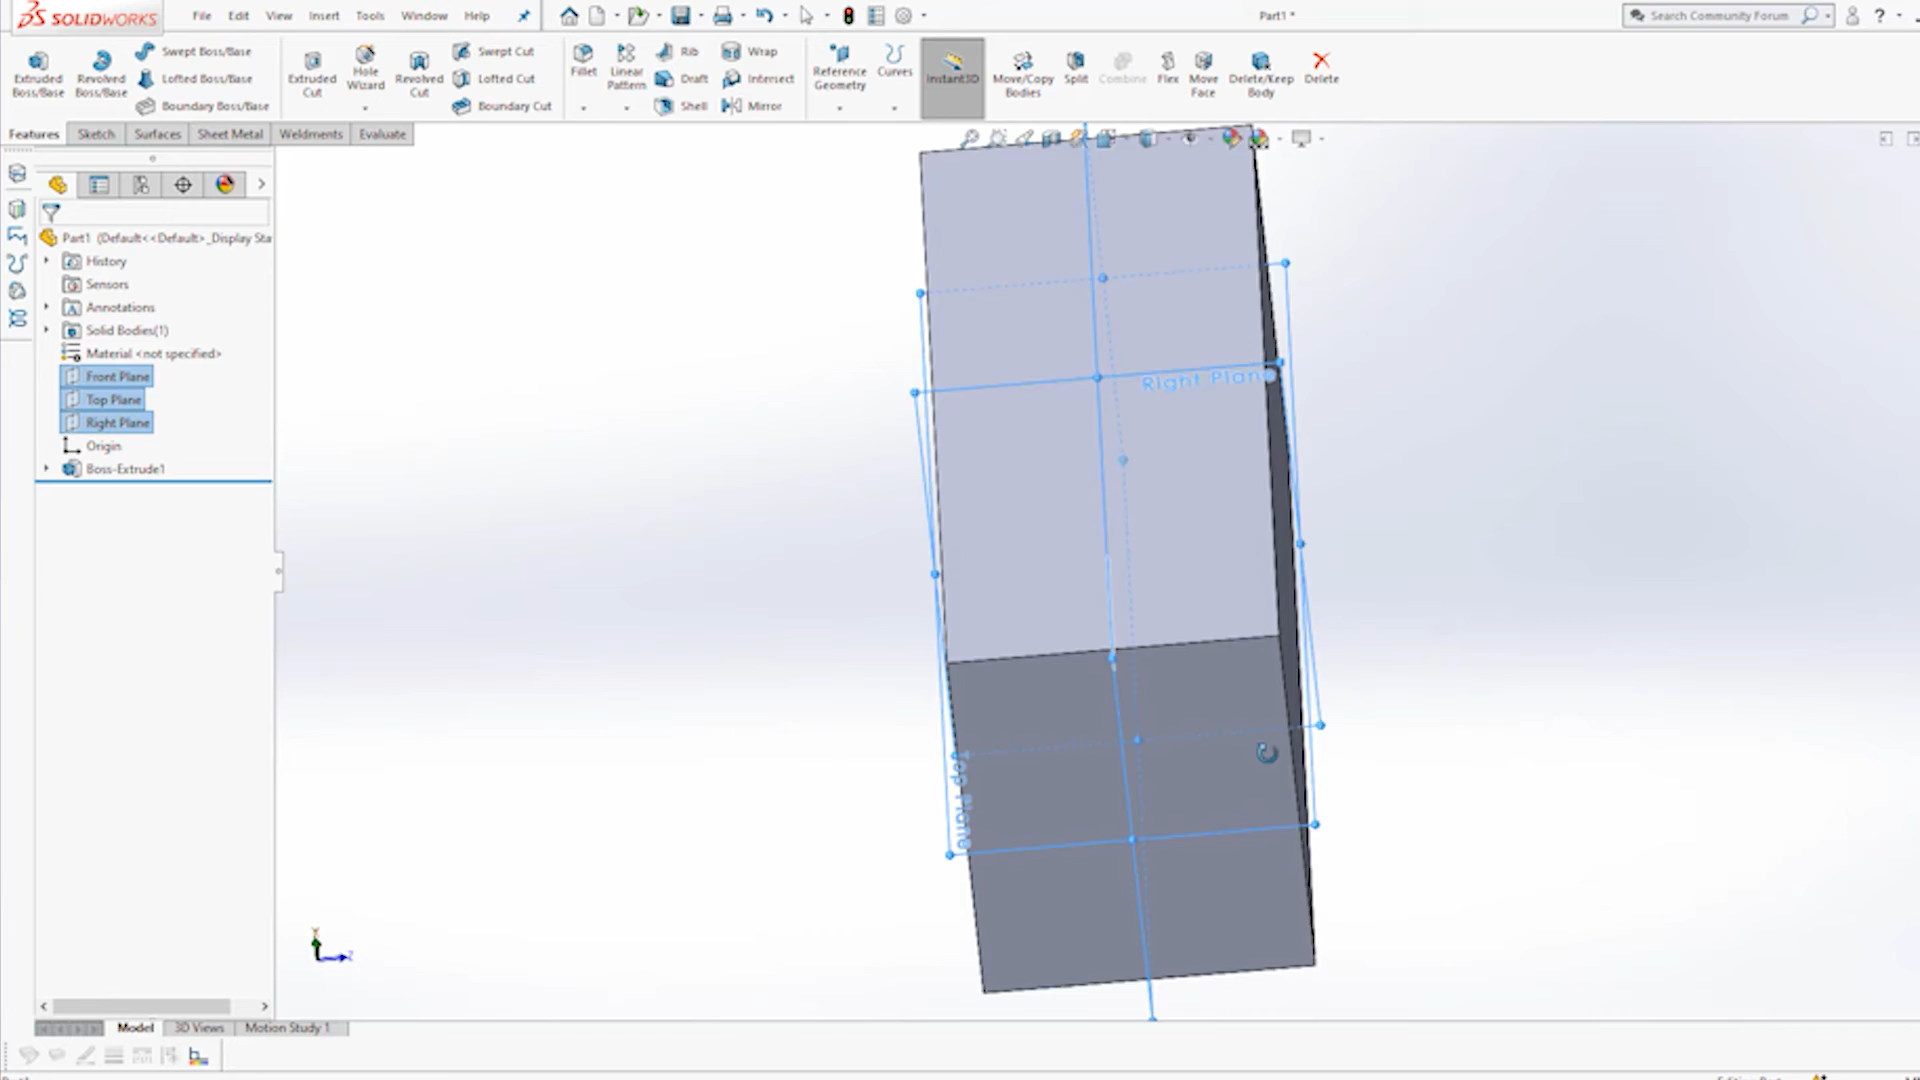 SOLIDWORKS
File Edit View Insert Tools Window Help
Part1 *
Search Community Forum
Extruded Boss/Base
Revolved Boss/Base
Swept Boss/Base
Lofted Boss/Base
Boundary Boss/Base
Extruded Cut
Hole Wizard
Revolved Cut
Swept Cut
Lofted Cut
Boundary Cut
Fillet
Linear Pattern
Rib
Draft
Shell
Wrap
Intersect
Mirror
Reference Geometry
Curves
Instant3D
Move/Copy Bodies
Split
Combine
Flex
Move Face
Delete/Keep Body
Delete
Features Sketch Surfaces Sheet Metal Weldments Evaluate
Part1 (Default<<Default>_Display Sta
History
Sensors
Annotations
Solid Bodies(1)
Material <not specified>
Front Plane
Top Plane
Right Plane
Origin
Boss-Extrude1
Right Plane
Top Plane
Model 3D Views Motion Study 1